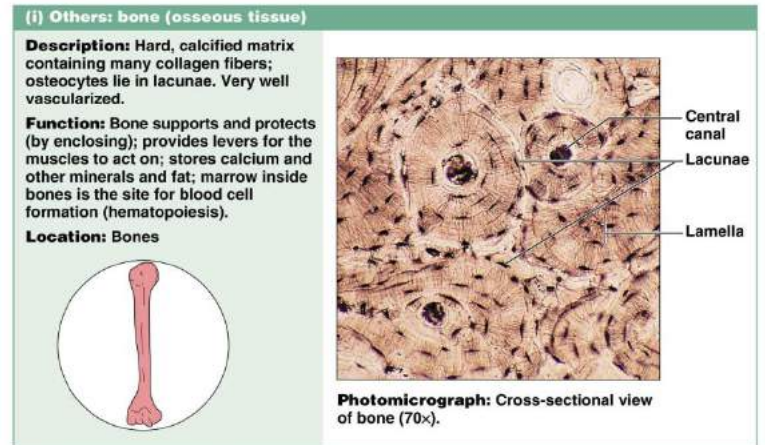 (i) Others: bone (osseous tissue)
Description: Hard, calcified matrix
containing many collagen fibers;
osteocytes lie in lacunae. Very well
vascularized.
Function: Bone supports and protects
(by enclosing); provides levers for the
muscles to act on; stores calcium and
other minerals and fat; marrow inside
bones is the site for blood cell
formation (hematopoiesis).
Location: Bones
Central
canal
Lacunae
Lamella
Photomicrograph: Cross-sectional view
of bone (70×).